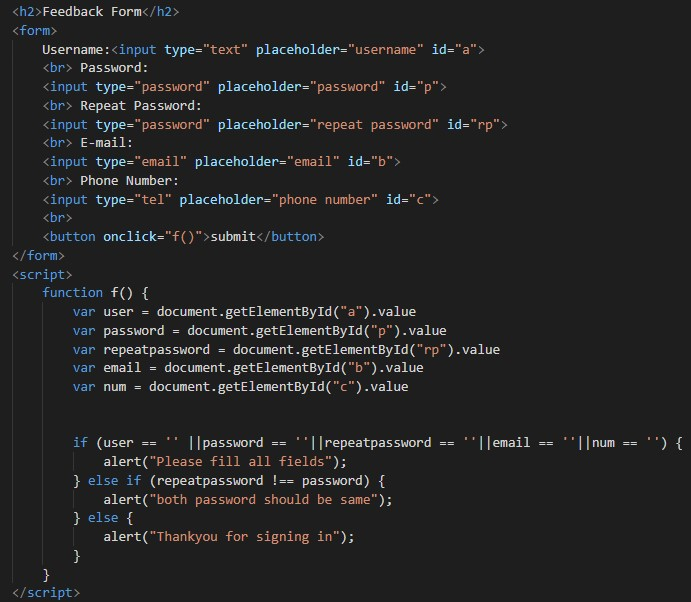 <h2>Feedback Form</h2>
<form>
    Username:<input type="text" placeholder="username" id="a">
    <br> Password:
    <input type="password" placeholder="password" id="p">
    <br> Repeat Password:
    <input type="password" placeholder="repeat password" id="rp">
    <br> E-mail:
    <input type="email" placeholder="email" id="b">
    <br> Phone Number:
    <input type="tel" placeholder="phone number" id="c">
    <br>
    <button onclick="f()">submit</button>
</form>
<script>
    function f() {
        var user = document.getElementById("a").value
        var password = document.getElementById("p").value
        var repeatpassword = document.getElementById("rp").value
        var email = document.getElementById("b").value
        var num = document.getElementById("c").value


        if (user == '' ||password == ''||repeatpassword == ''||email == ''||num == '') {
            alert("Please fill all fields");
        } else if (repeatpassword !== password) {
            alert("both password should be same");
        } else {
            alert("Thankyou for signing in");
        }
    }
</script>